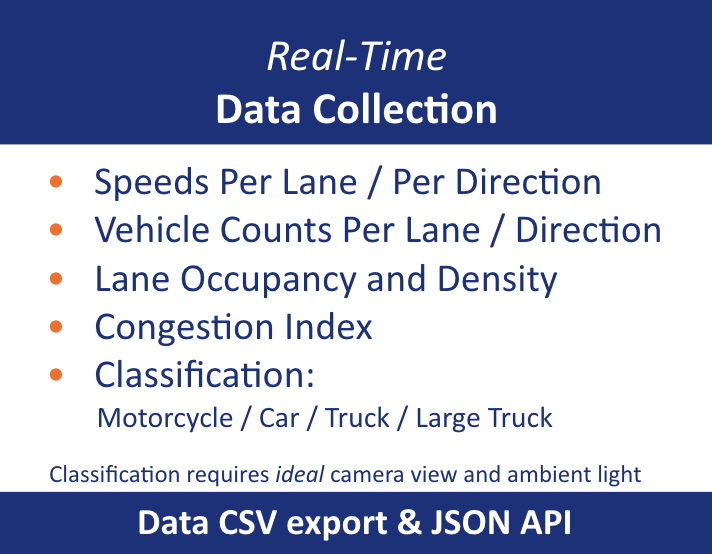 Real-Time
Data Collection
• Speeds Per Lane / Per Direction
• Vehicle Counts Per Lane / Direction
• Lane Occupancy and Density
• Congestion Index
• Classification:
Motorcycle / Car / Truck / Large Truck
Classification requires ideal camera view and ambient light
Data CSV export & JSON API